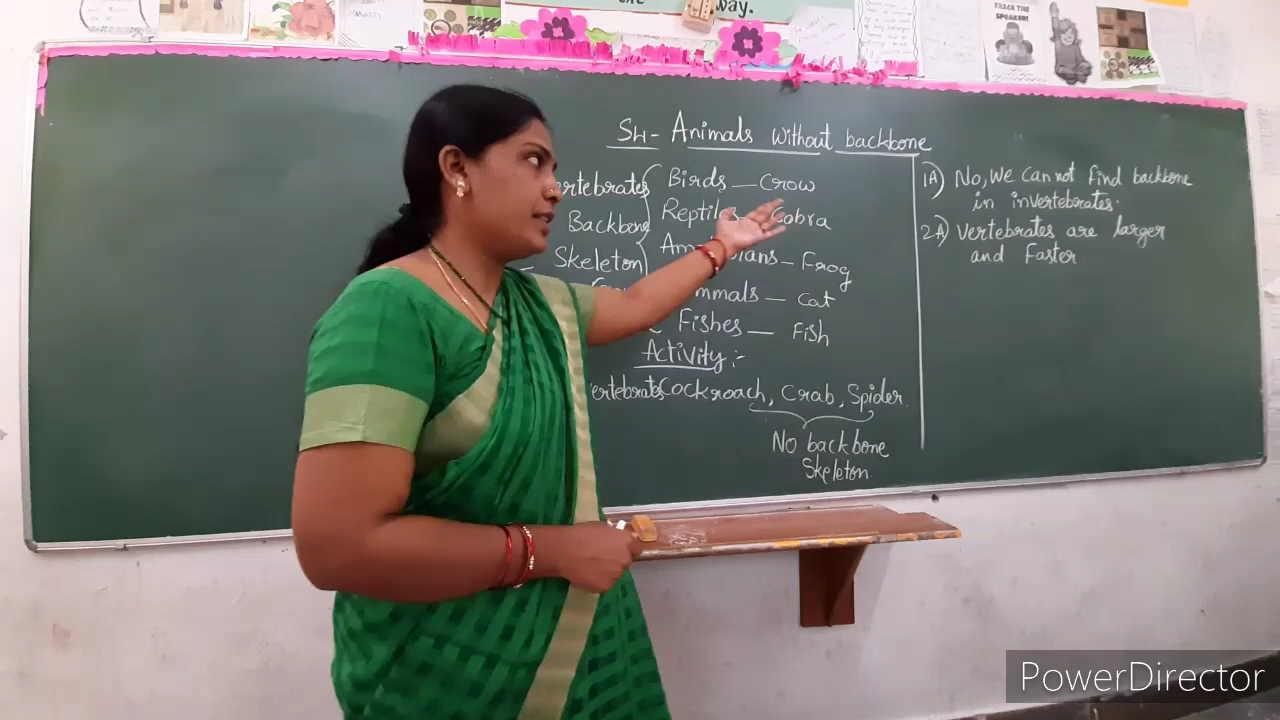 way.
TRACK THE
SPEAKER!
SH- Animals without backbone
ertebrates
Birds — Crow
Backbone
Reptiles — Cobra
Skeleton
Frog
mmals — cat
Fishes — Fish
Activity :-
ertebrates Cockroach, Crab, Spider.
No backbone
Skeleton.
1A) No, We can not find backbone
in invertebrates.
2A) Vertebrates are larger
and faster.
PowerDirector